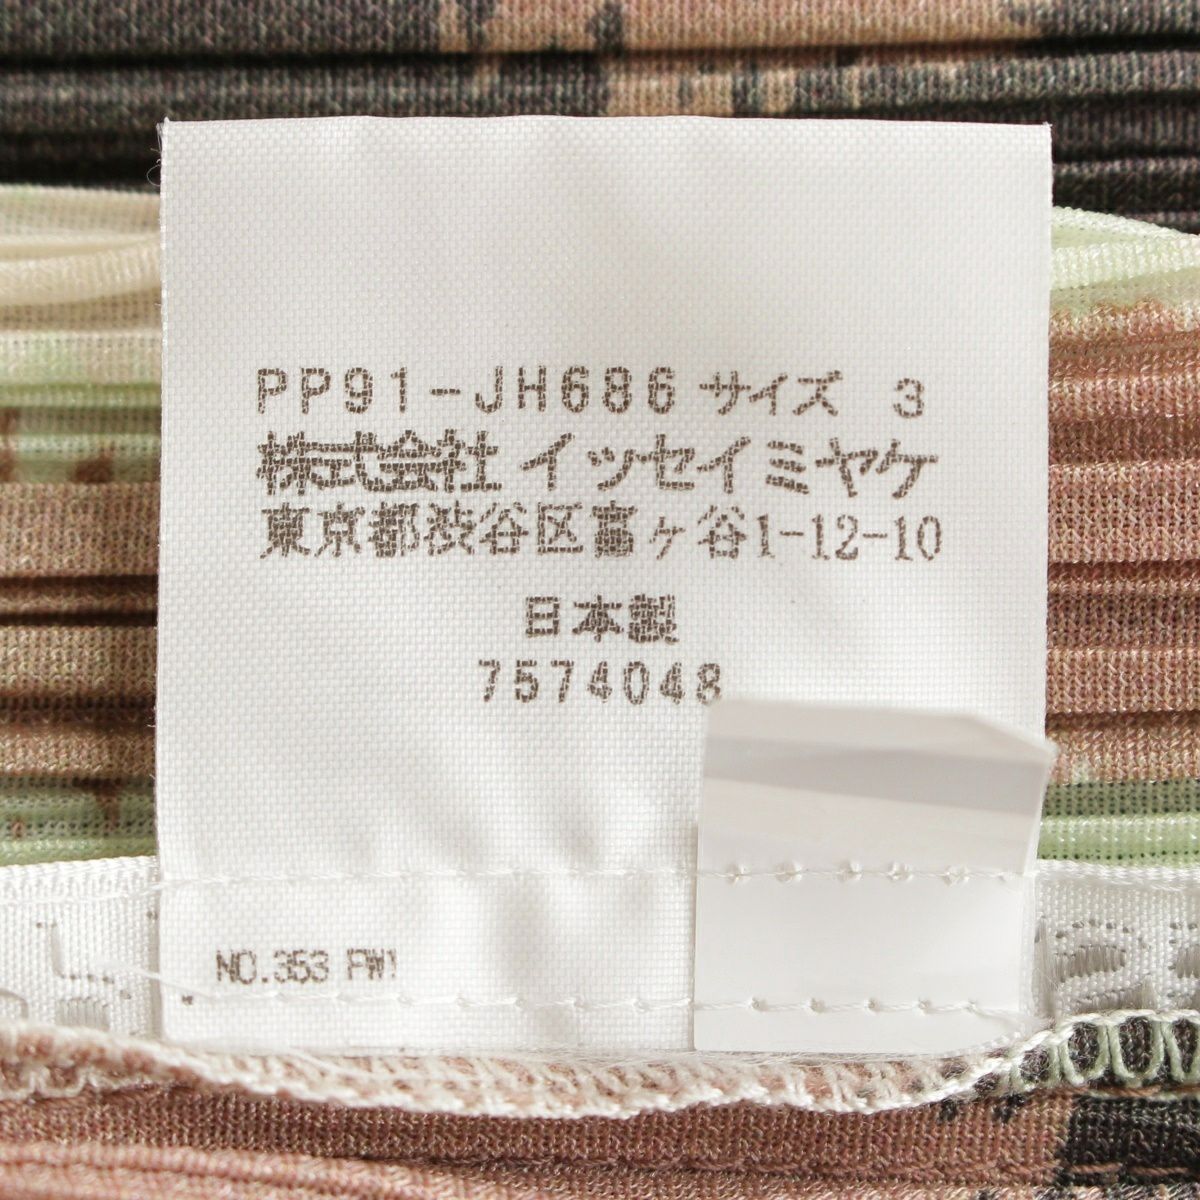 PP91-JH686 サイズ 3
株式会社 イッセイミヤケ
東京都渋谷区富ヶ谷1-12-10
日本製
7574048
NO.353 FW1